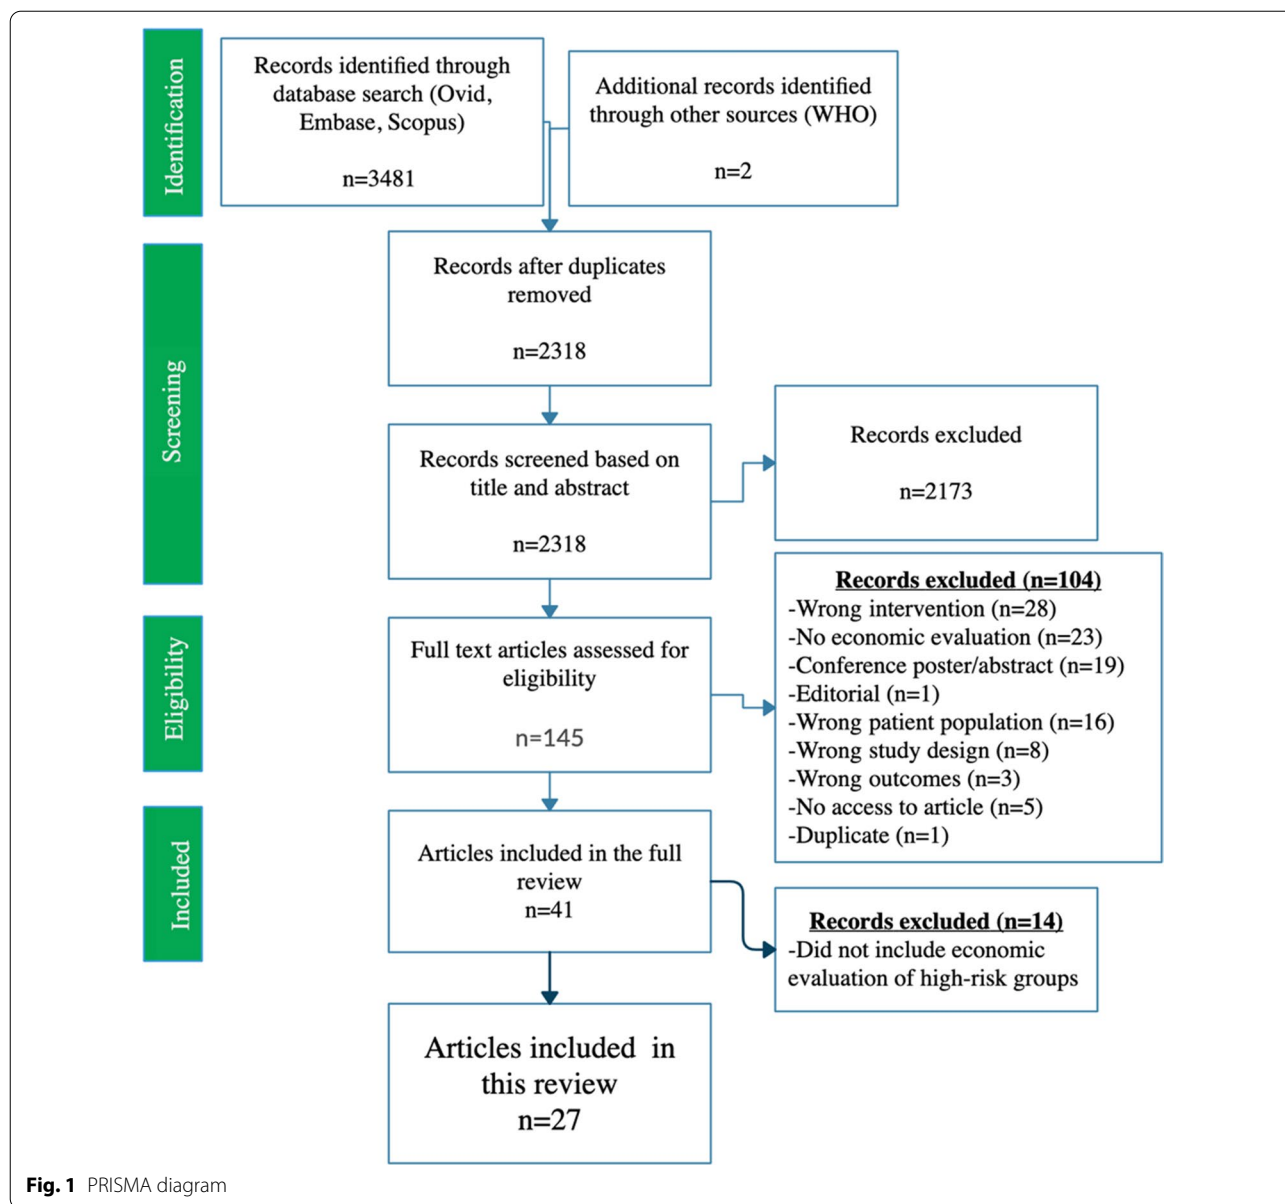 Identification
Records identified through
database search (Ovid,
Embase, Scopus)
n=3481
Additional records identified
through other sources (WHO)
n=2
Screening
Records after duplicates
removed
n=2318
Records screened based on
title and abstract
n=2318
Records excluded
n=2173
Eligibility
Full text articles assessed for
eligibility
n=145
Records excluded (n=104)
-Wrong intervention (n=28)
-No economic evaluation (n=23)
-Conference poster/abstract (n=19)
-Editorial (n=1)
-Wrong patient population (n=16)
-Wrong study design (n=8)
-Wrong outcomes (n=3)
-No access to article (n=5)
-Duplicate (n=1)
Included
Articles included in the full
review
n=41
Records excluded (n=14)
-Did not include economic
evaluation of high-risk groups
Articles included in
this review
n=27
Fig. 1 PRISMA diagram